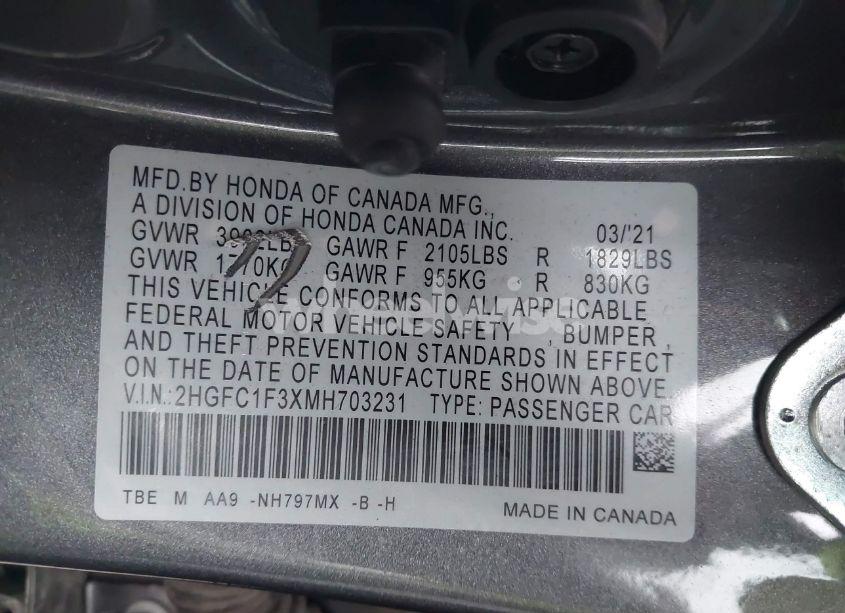 MFD.BY HONDA OF CANADA MFG.,
A DIVISION OF HONDA CANADA INC. 03/'21
GVWR GAWR F 2105LBS R 1829LBS
GVWR 1770KG GAWR F 955KG R 830KG
THIS VEHICLE CONFORMS TO ALL APPLICABLE
FEDERAL MOTOR VEHICLE SAFETY , BUMPER ,
AND THEFT PREVENTION STANDARDS IN EFFECT
ON THE DATE OF MANUFACTURE SHOWN ABOVE.
V.I.N.:2HGFC1F3XMH703231 TYPE: PASSENGER CAR
TBE M AA9 -NH797MX -B -H
MADE IN CANADA